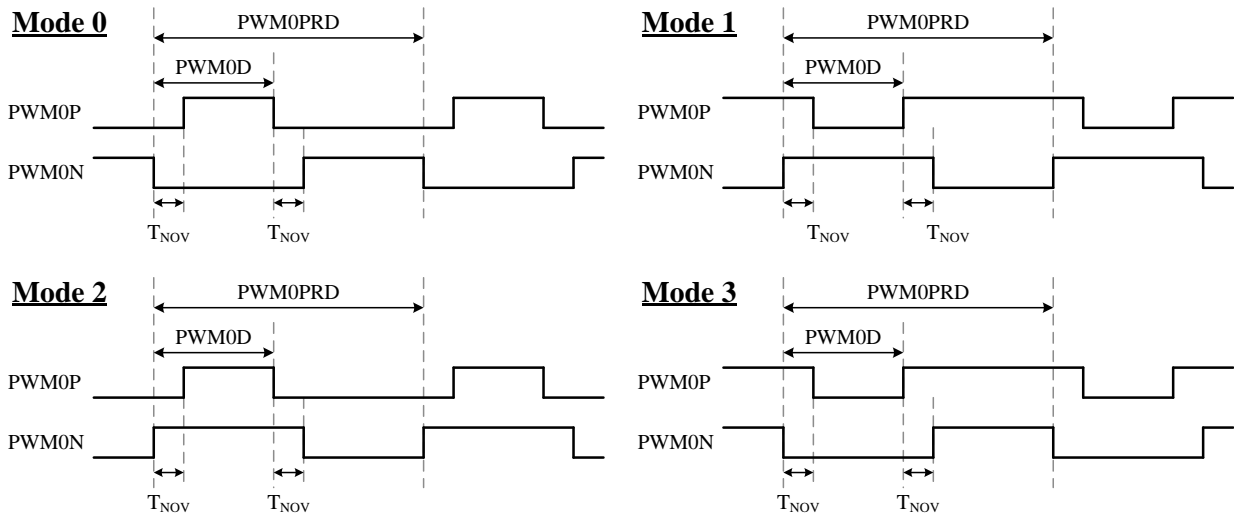 Mode 0
PWM0PRD
PWM0D
PWM0P
PWM0N
TNOV
TNOV
Mode 1
PWM0PRD
PWM0D
PWM0P
PWM0N
TNOV
TNOV
Mode 2
PWM0PRD
PWM0D
PWM0P
PWM0N
TNOV
TNOV
Mode 3
PWM0PRD
PWM0D
PWM0P
PWM0N
TNOV
TNOV